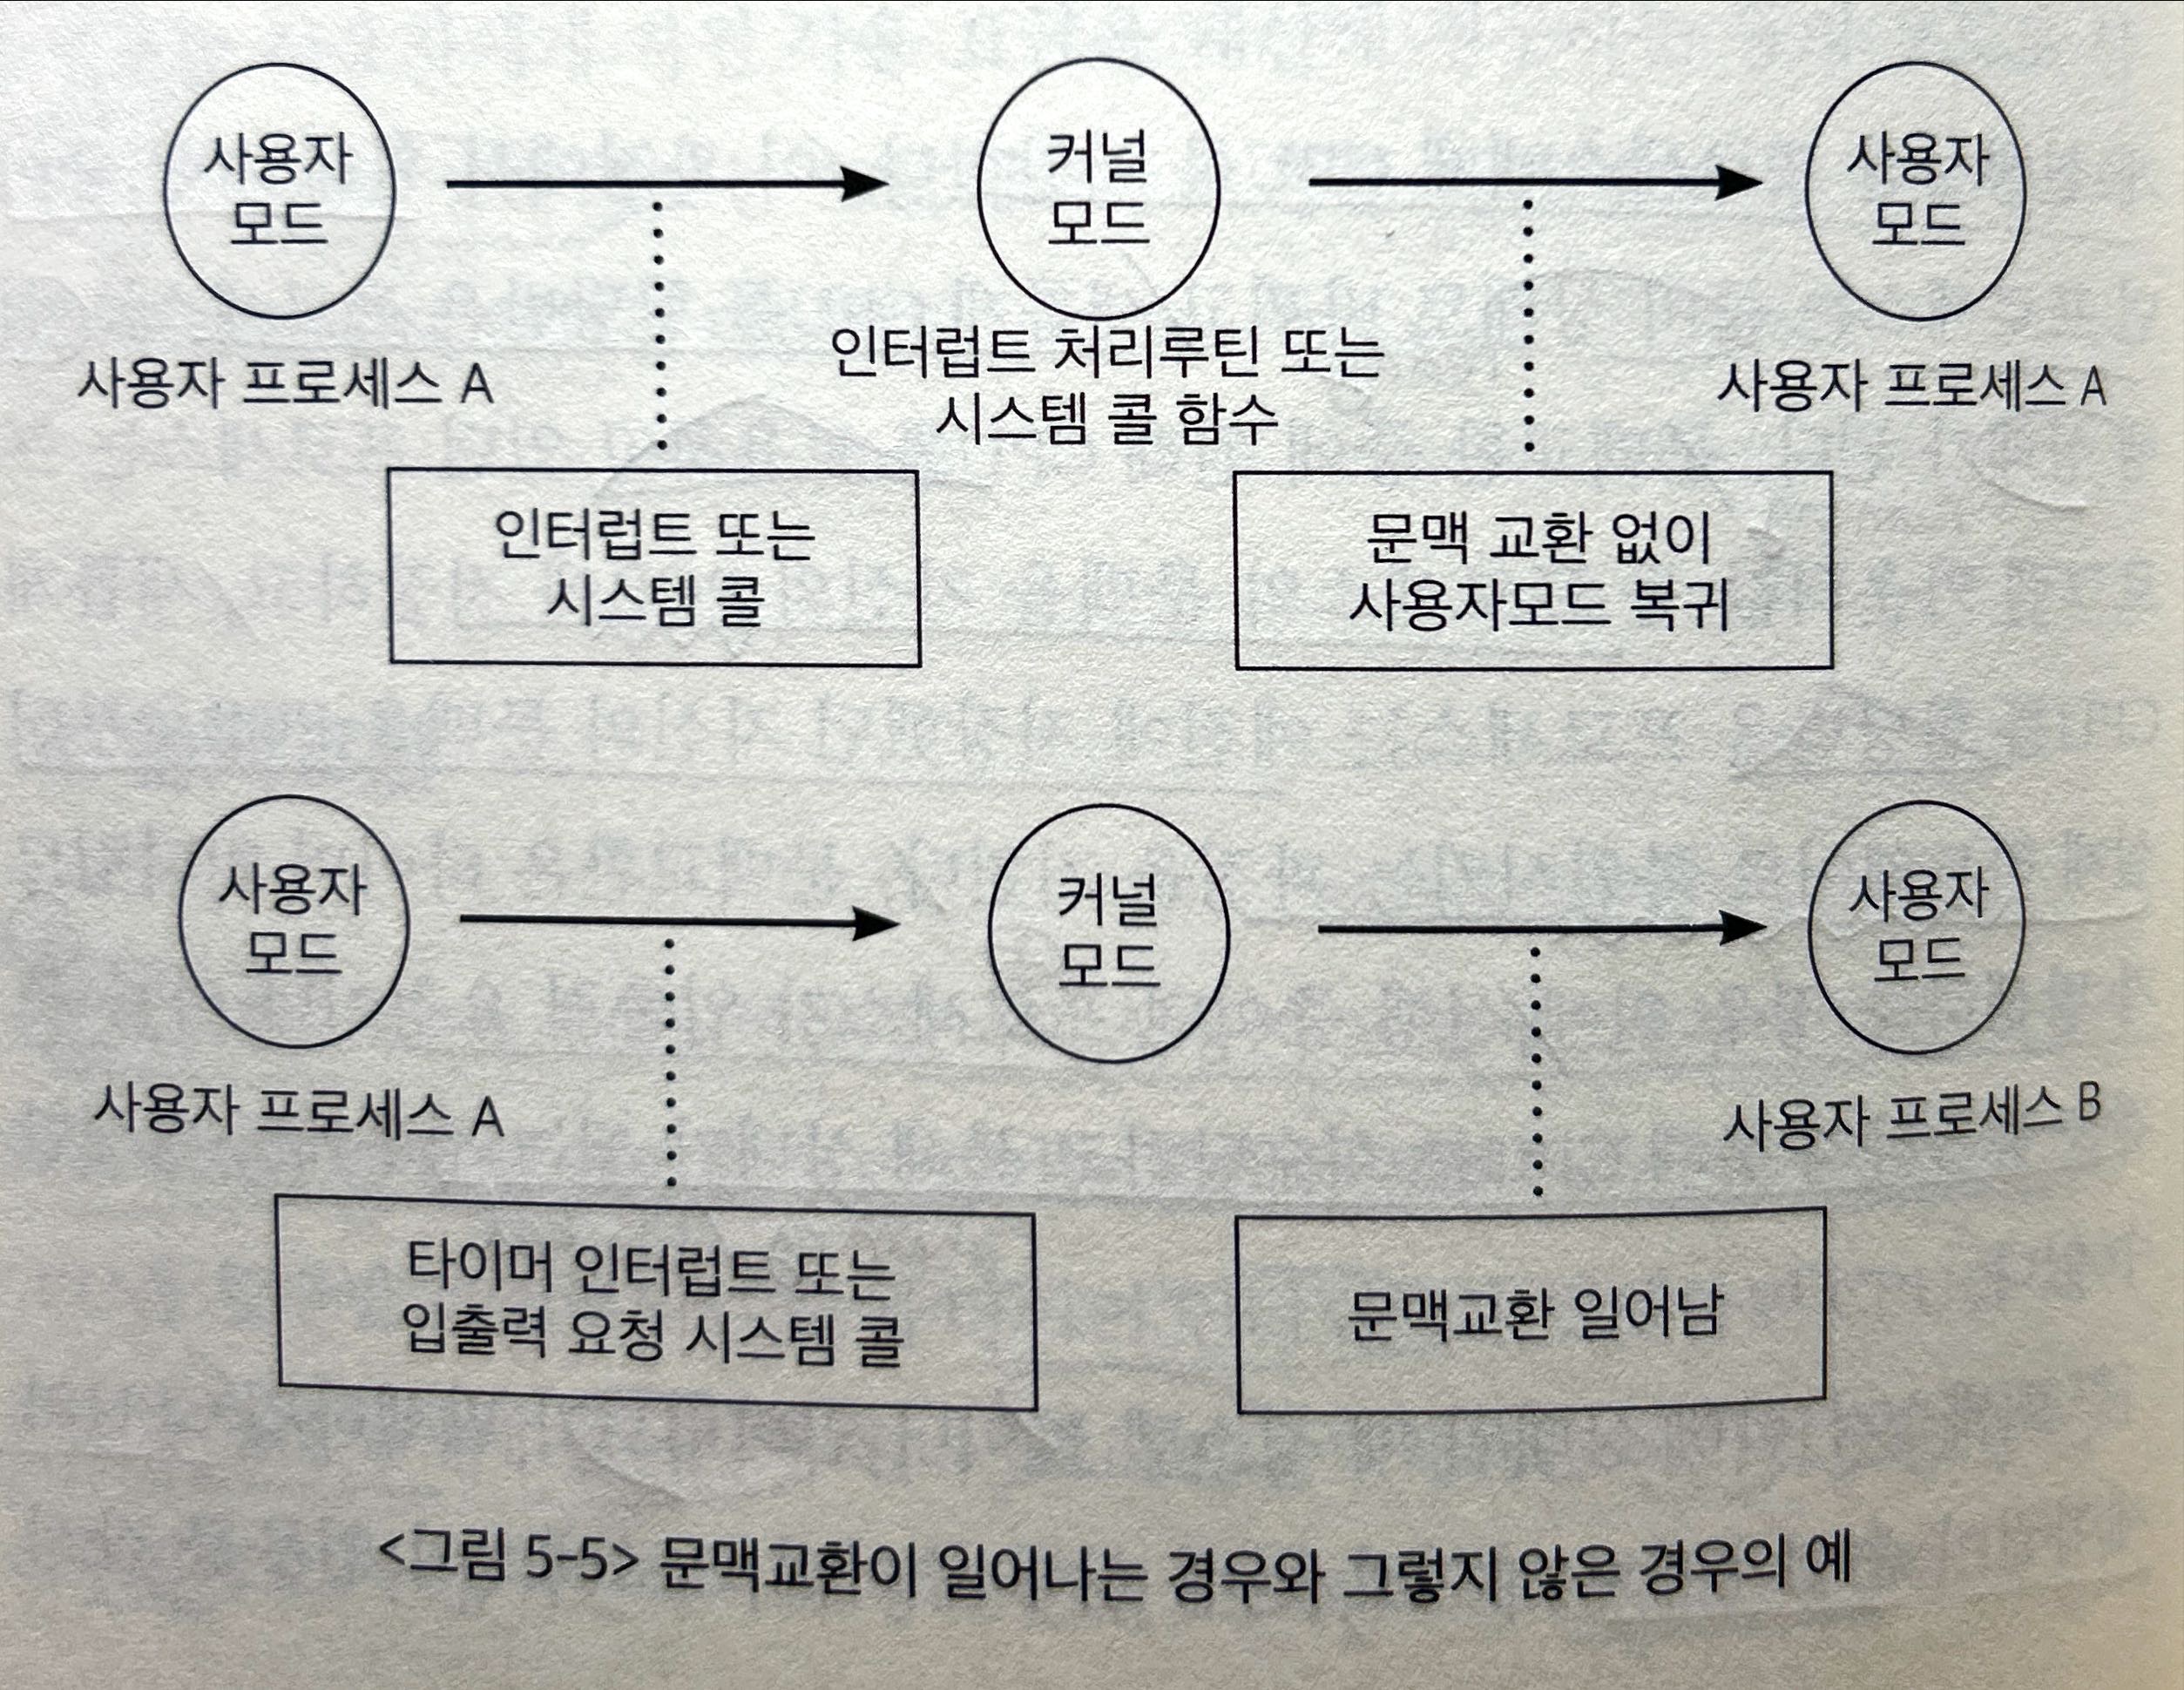 사용자
모드
커널
모드
사용자
모드
사용자 프로세스 A
인터럽트 처리루틴 또는
시스템 콜 함수
사용자 프로세스 A
인터럽트 또는
시스템 콜
문맥 교환 없이
사용자모드 복귀
사용자
모드
커널
모드
사용자
모드
사용자 프로세스 A
사용자 프로세스 B
타이머 인터럽트 또는
입출력 요청 시스템 콜
문맥교환 일어남
<그림 5-5> 문맥교환이 일어나는 경우와 그렇지 않은 경우의 예